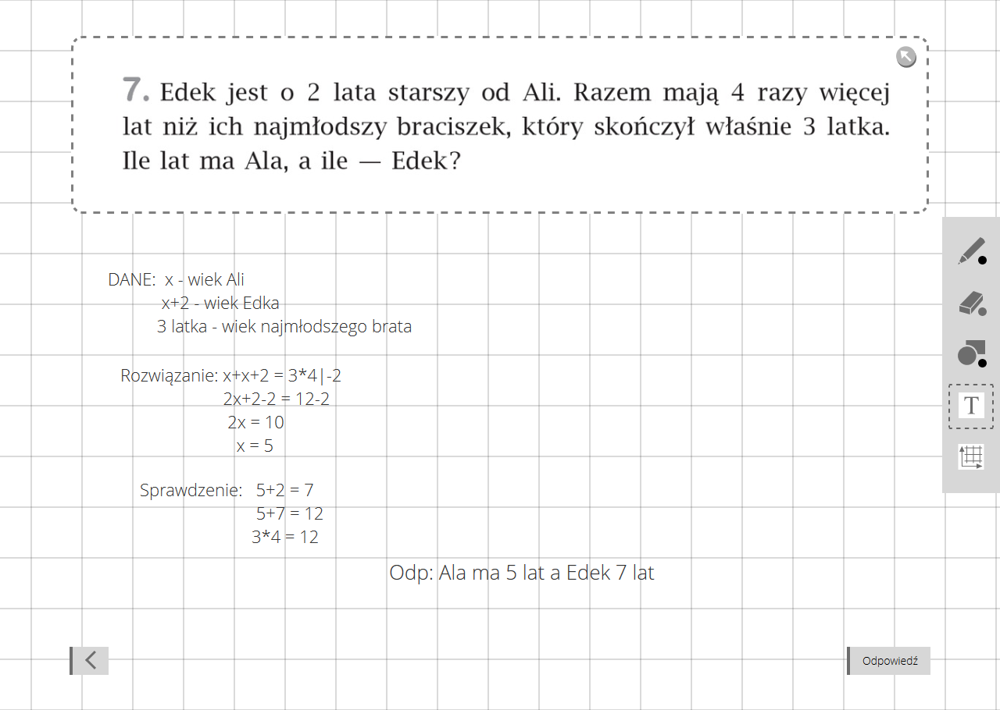 7. Edek jest o 2 lata starszy od Ali. Razem mają 4 razy więcej
lat niż ich najmłodszy braciszek, który skończył właśnie 3 latka.
Ile lat ma Ala, a ile — Edek?
DANE: x - wiek Ali
x+2 - wiek Edka
3 latka - wiek najmłodszego brata
Rozwiązanie: x+x+2 = 3*4|-2
2x+2-2 = 12-2
2x = 10
x = 5
Sprawdzenie: 5+2 = 7
5+7 = 12
3*4 = 12
Odp: Ala ma 5 lat a Edek 7 lat
T
Odpowiedź